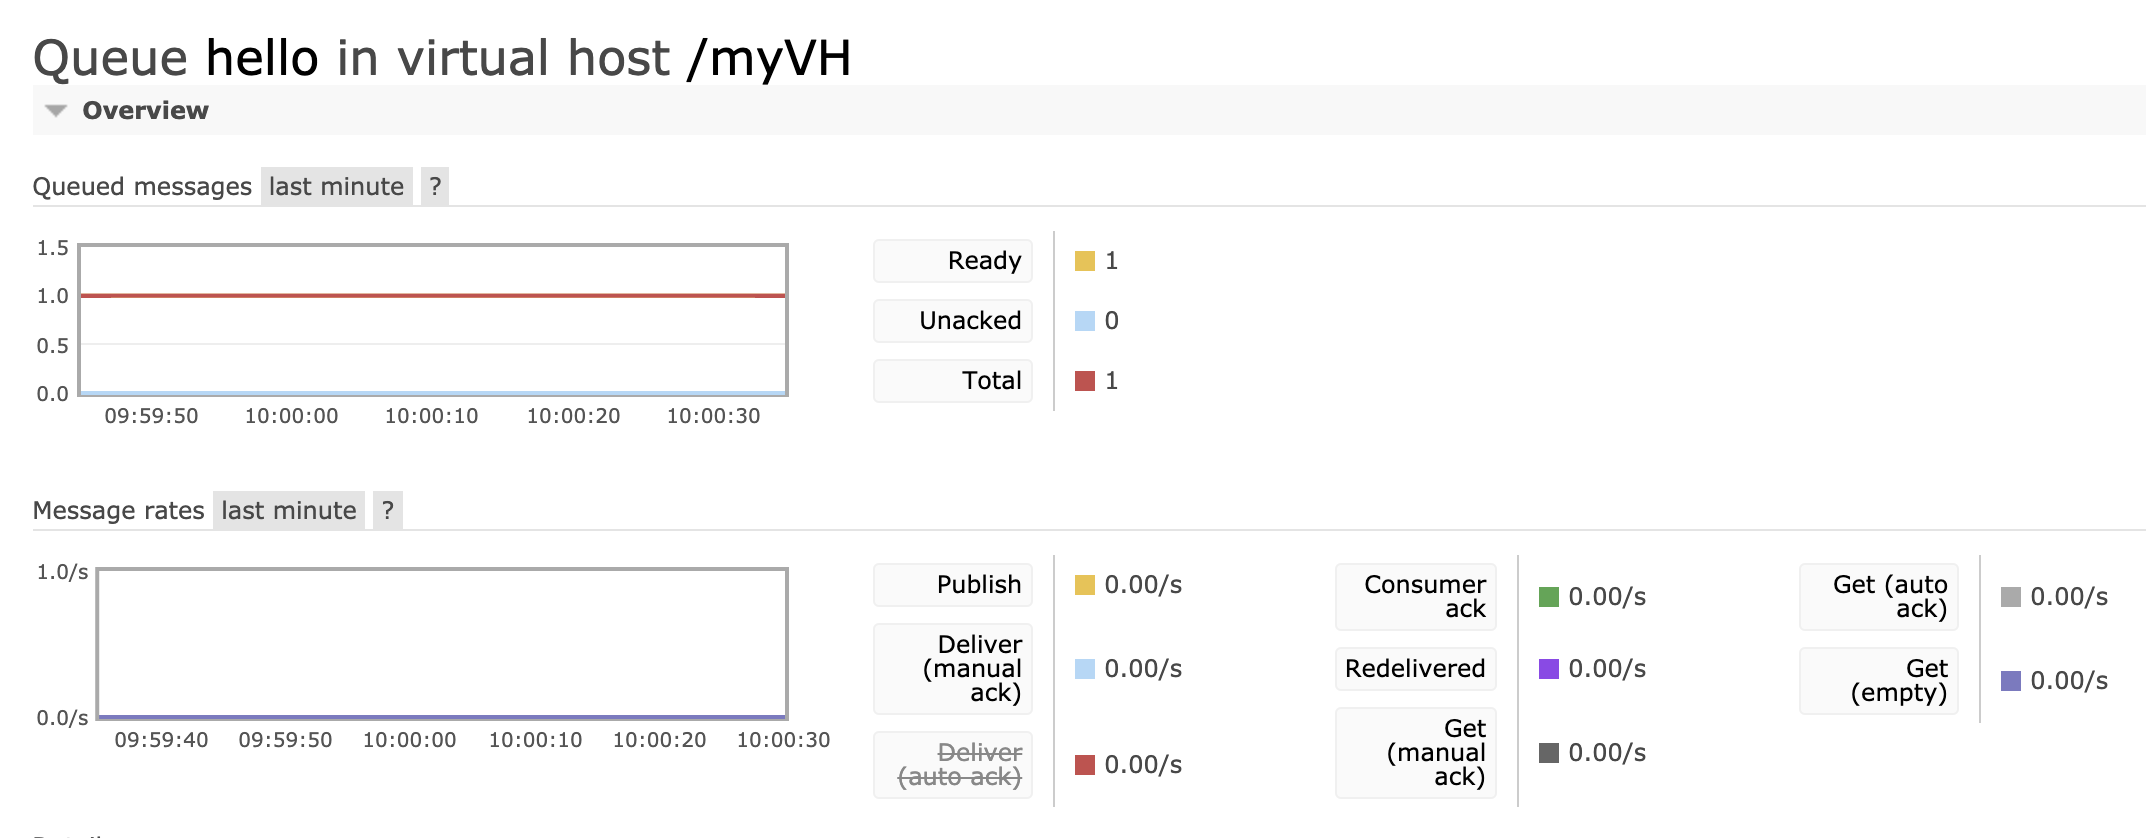 Queue hello in virtual host /myVH
Overview
Queued messages last minute ?
1.5
1.0
0.5
0.0
09:59:50 10:00:00 10:00:10 10:00:20 10:00:30
Ready 1
Unacked 0
Total 1
Message rates last minute ?
1.0/s
0.0/s
09:59:40 09:59:50 10:00:00 10:00:10 10:00:20 10:00:30
Publish 0.00/s
Deliver
(manual
ack)
0.00/s
Deliver
(auto ack)
0.00/s
Consumer
ack
0.00/s
Redelivered 0.00/s
Get
(manual
ack)
0.00/s
Get (auto
ack)
0.00/s
Get
(empty)
0.00/s